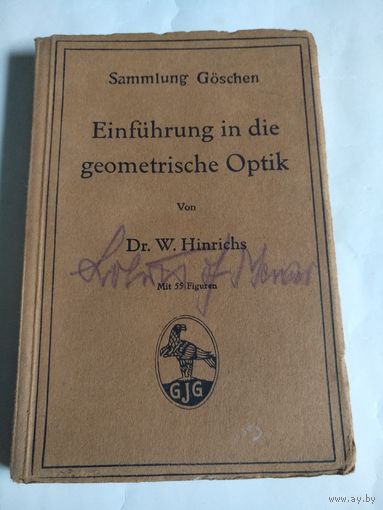 Sammlung Göschen
Einführung in die
geometrische Optik
Von
Dr. W. Hinrichs
Mit 55 Figuren
GJG
www.ay.by